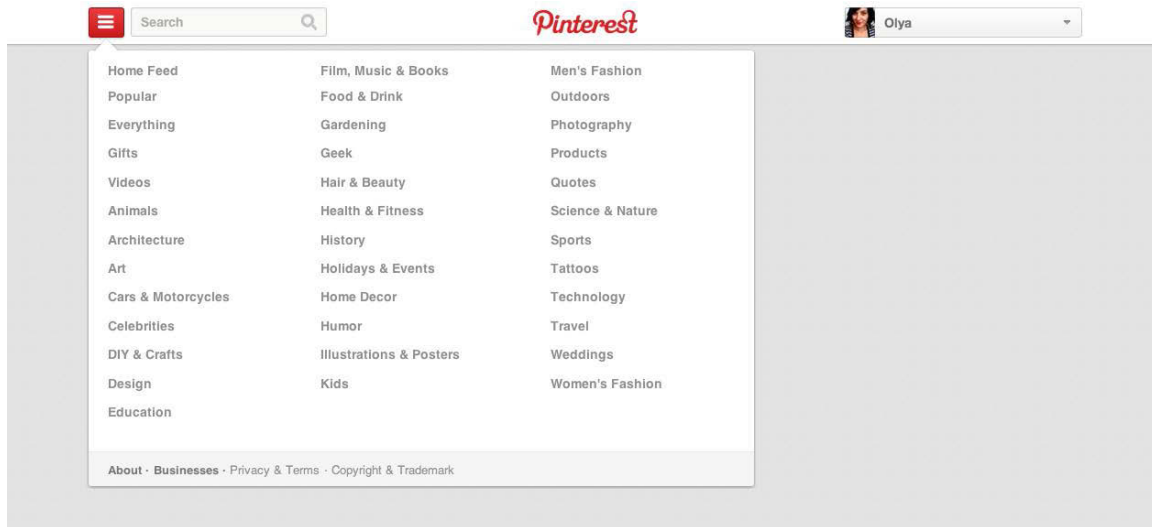 Search
Pinterest
Olya
Home Feed
Popular
Everything
Gifts
Videos
Animals
Architecture
Art
Cars & Motorcycles
Celebrities
DIY & Crafts
Design
Education
Film, Music & Books
Food & Drink
Gardening
Geek
Hair & Beauty
Health & Fitness
History
Holidays & Events
Home Decor
Humor
Illustrations & Posters
Kids
Men's Fashion
Outdoors
Photography
Products
Quotes
Science & Nature
Sports
Tattoos
Technology
Travel
Weddings
Women's Fashion
About · Businesses · Privacy & Terms · Copyright & Trademark